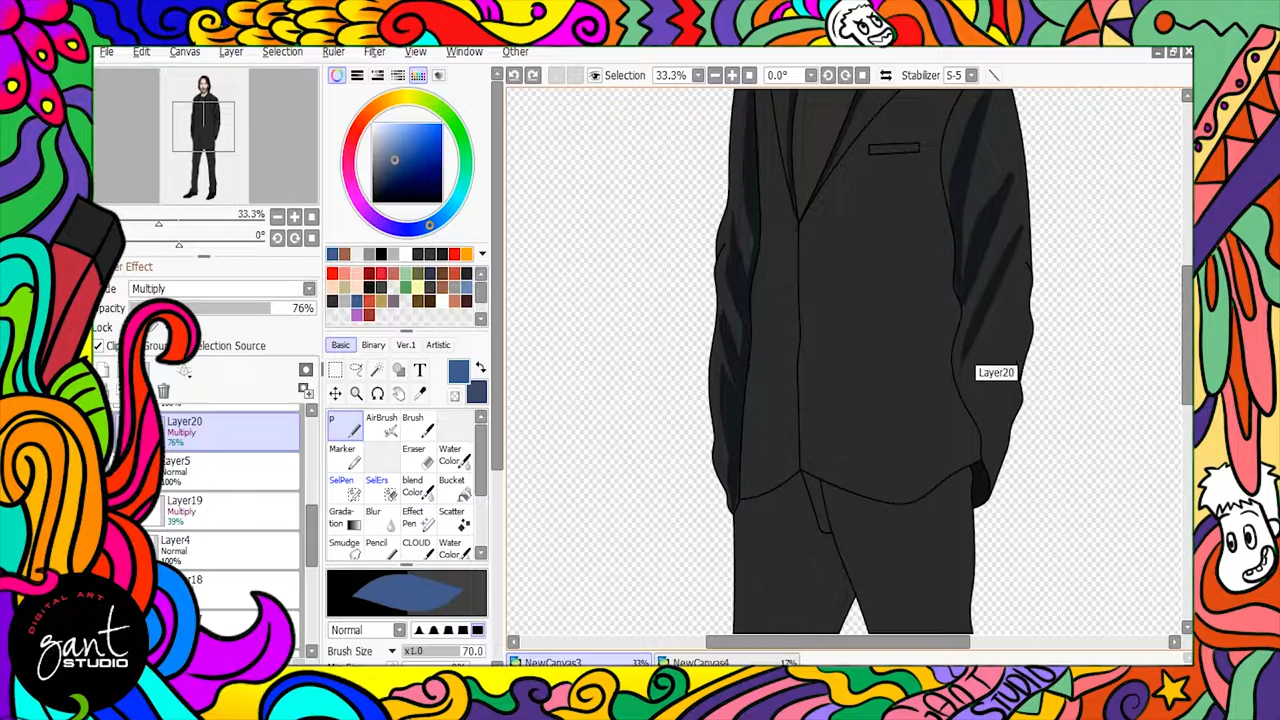 File Edit Canvas Layer Selection Ruler Filter View Window Other
Selection 33.3% 0.0° Stabilizer S-5
33.3%
0°
Effect
Multiply
76%
Lock
Selection Source
Layer20
Multiply
76%
Layer5
Normal
100%
Layer19
Multiply
39%
Layer4
Normal
100%
Basic Binary Ver.1 Artistic
T
p AirBrush Brush
Marker Eraser Water Color
SelPen SelErs blend Color Bucket
Grada-tion Blur Effect Pen Scatter
Smudge Pencil CLOUD Water
Normal
Brush Size x1.0 70.0
Layer20
NewCanvas3 33% NewCanvas4 17%
DIGITAL ART
gant
STUDIO
GANT
STUDIO